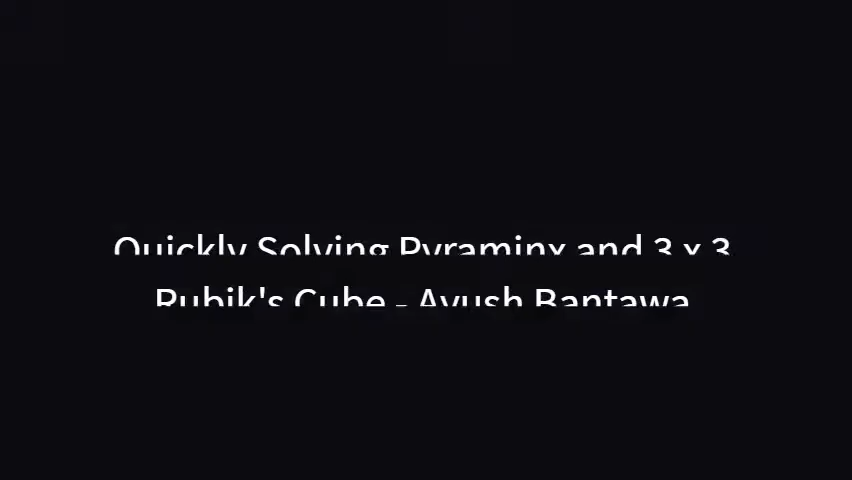 Quickly Solving Pyraminx and 3 x 3
Rubik's Cube - Ayush Bantawa